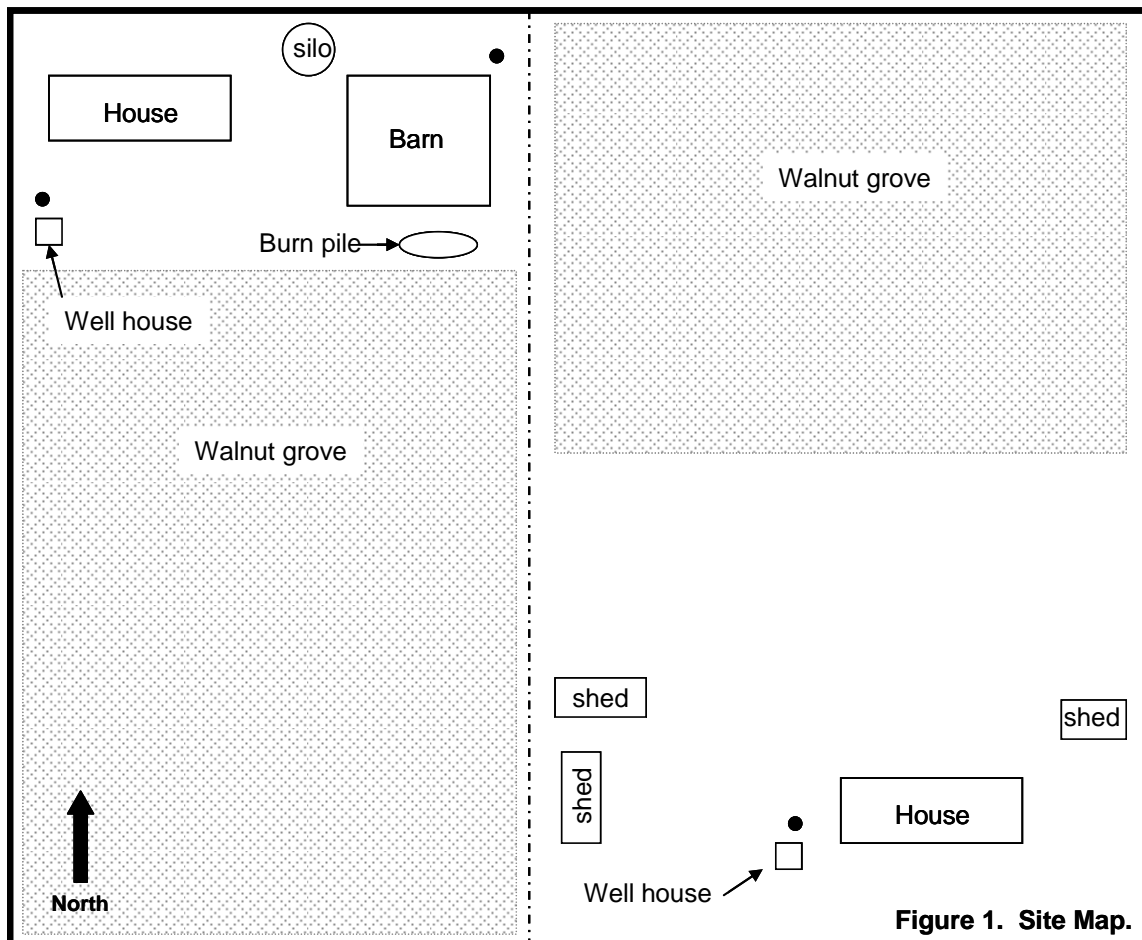 silo
House
Barn
Walnut grove
Burn pile
Well house
Walnut grove
shed
shed
shed
House
Well house
North
Figure 1. Site Map.